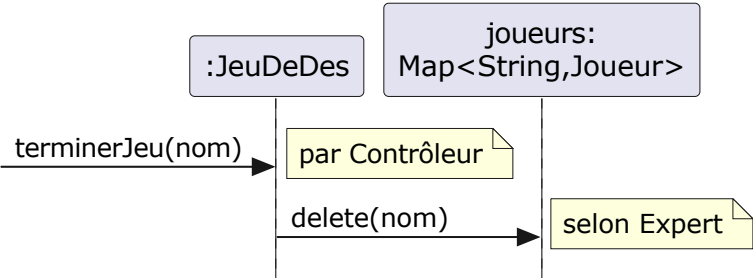 :JeuDeDes
joueurs:
Map<String,Joueur>
terminerJeu(nom)
par Contrôleur
delete(nom)
selon Expert